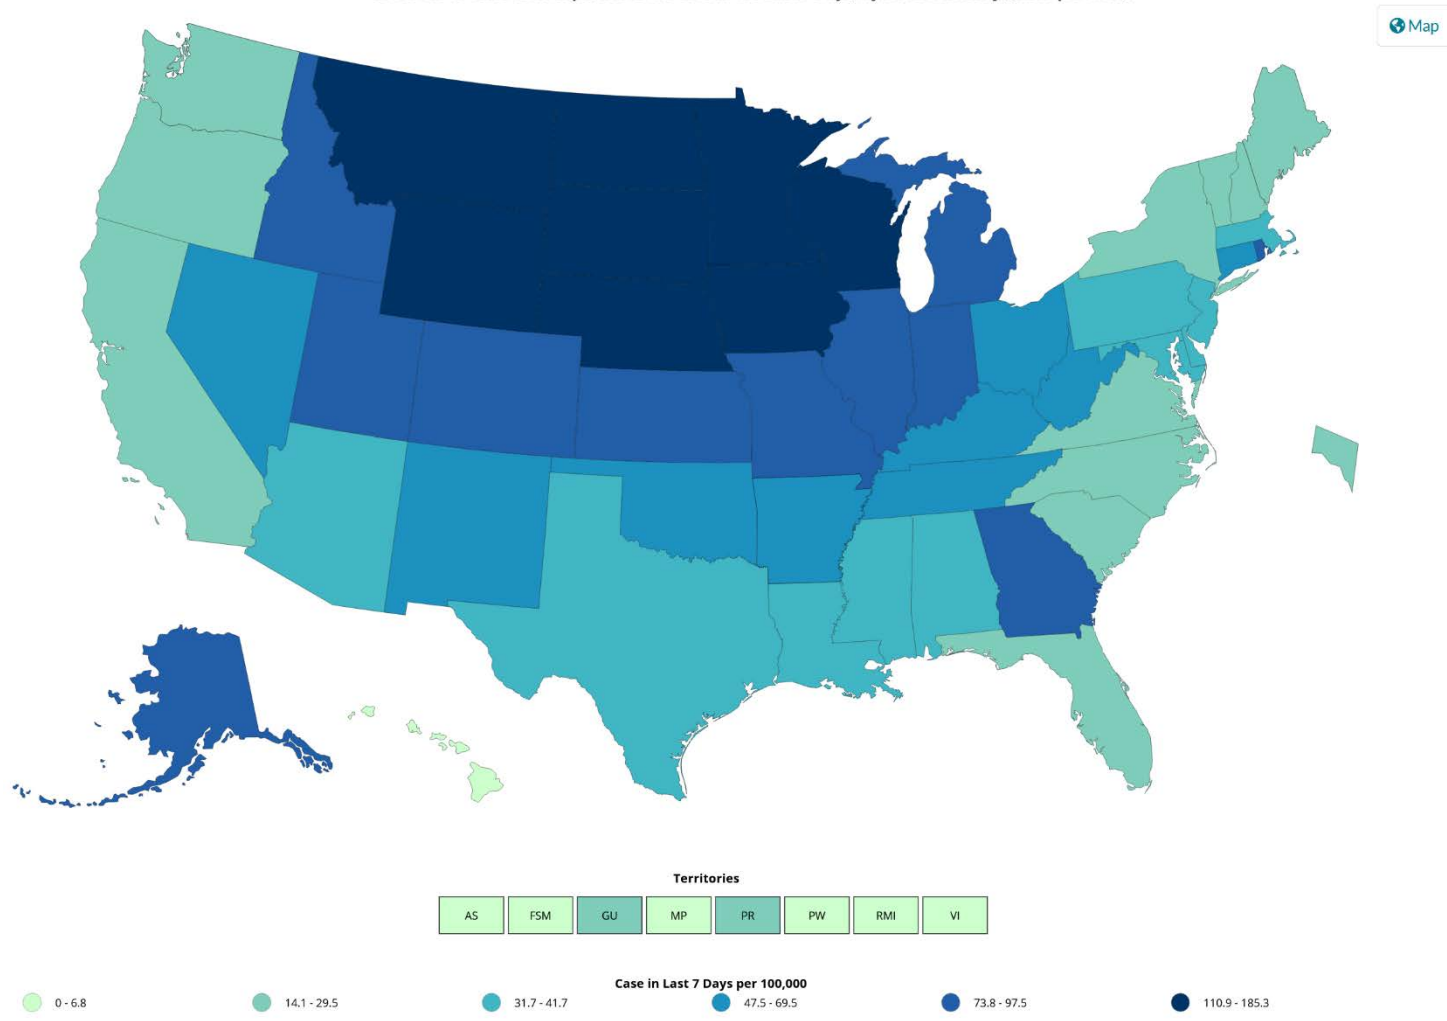 Map
Territories
AS FSM GU MP PR PW RMI VI
Case in Last 7 Days per 100,000
0 - 6.8 14.1 - 29.5 31.7 - 41.7 47.5 - 69.5 73.8 - 97.5 110.9 - 185.3